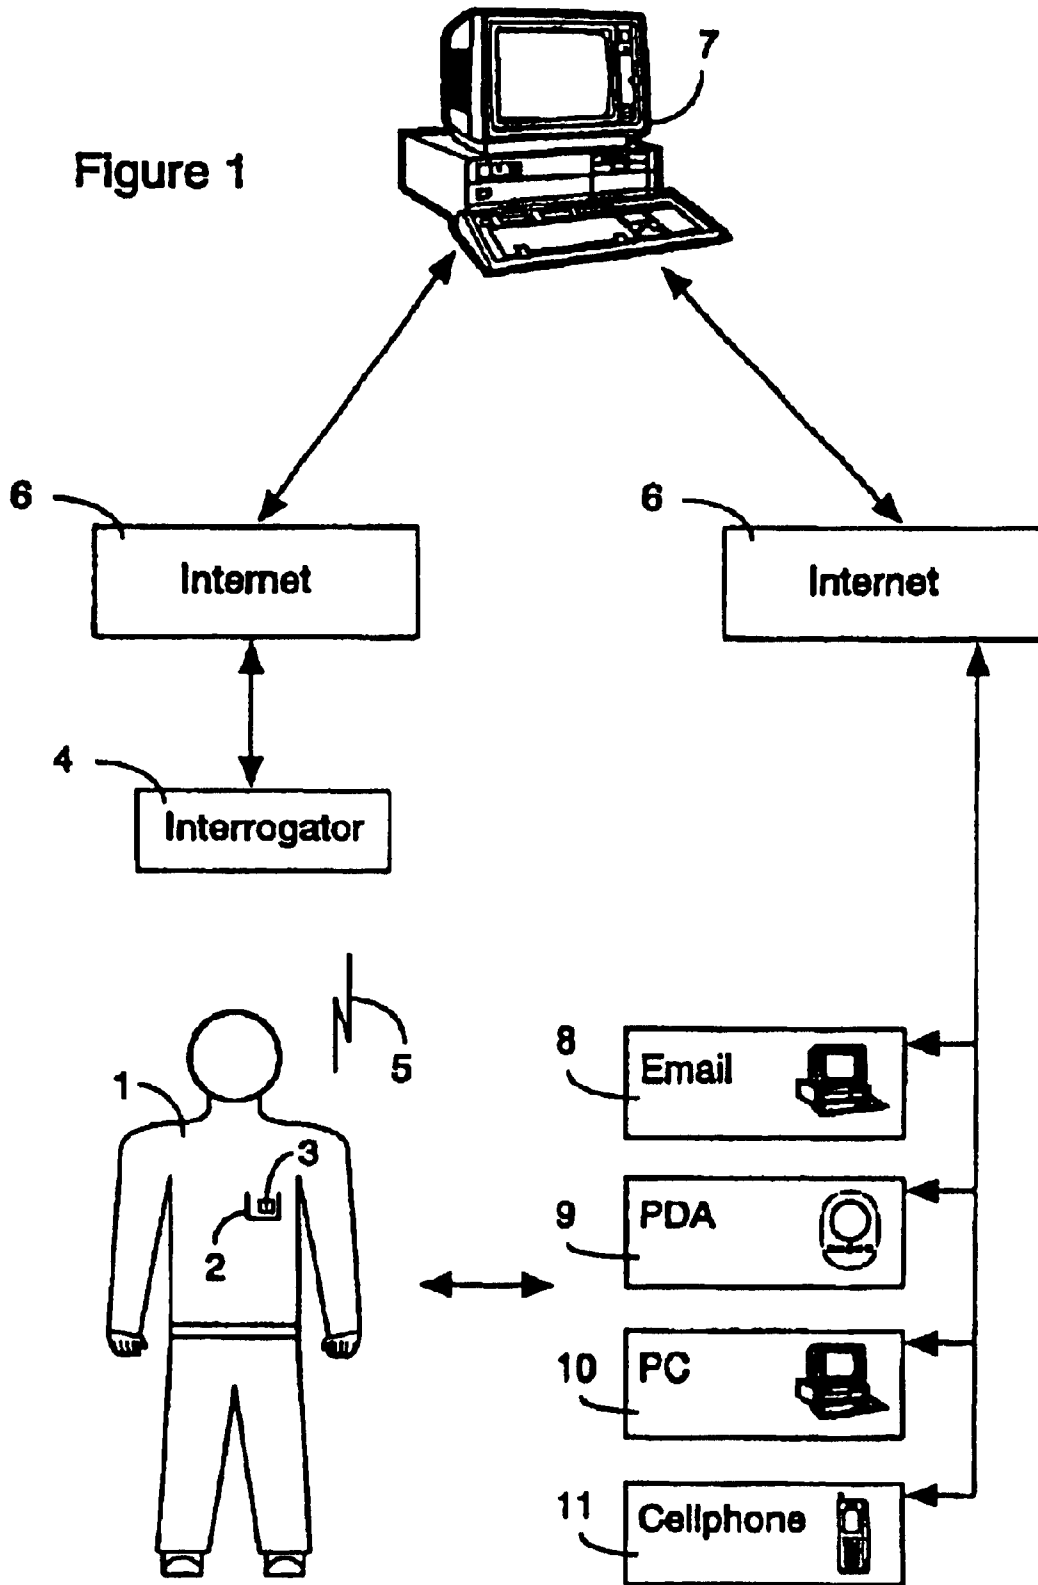 7
Figure 1
6
Internet
6
Internet
4
Interrogator
5
1
3
2
8
Email
9
PDA
10
PC
11
Cellphone